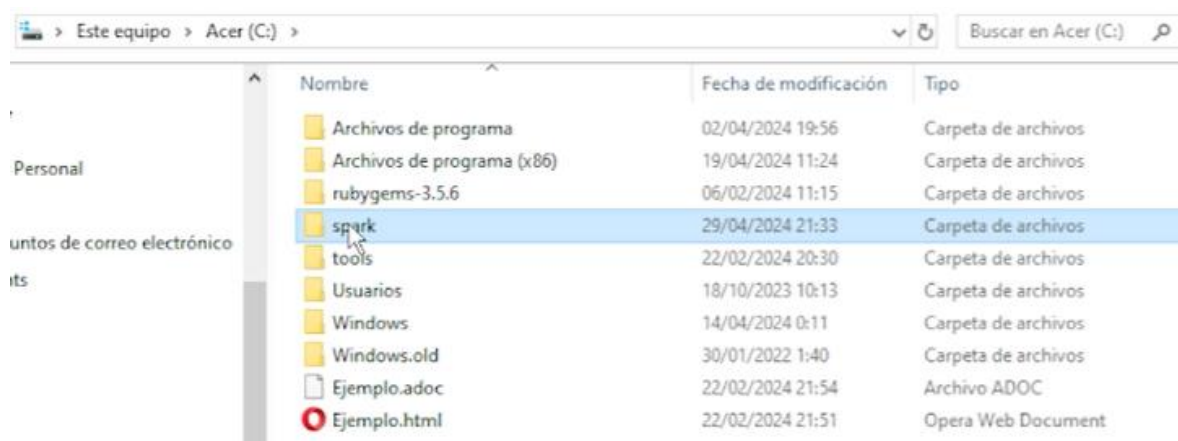 Este equipo > Acer (C:) >
Buscar en Acer (C:)
Nombre Fecha de modificación Tipo
Archivos de programa 02/04/2024 19:56 Carpeta de archivos
Archivos de programa (x86) 19/04/2024 11:24 Carpeta de archivos
Personal
rubygems-3.5.6 06/02/2024 11:15 Carpeta de archivos
spark 29/04/2024 21:33 Carpeta de archivos
untos de correo electrónico
tools 22/02/2024 20:30 Carpeta de archivos
nts
Usuarios 18/10/2023 10:13 Carpeta de archivos
Windows 14/04/2024 0:11 Carpeta de archivos
Windows.old 30/01/2022 1:40 Carpeta de archivos
Ejemplo.adoc 22/02/2024 21:54 Archivo ADOC
Ejemplo.html 22/02/2024 21:51 Opera Web Document